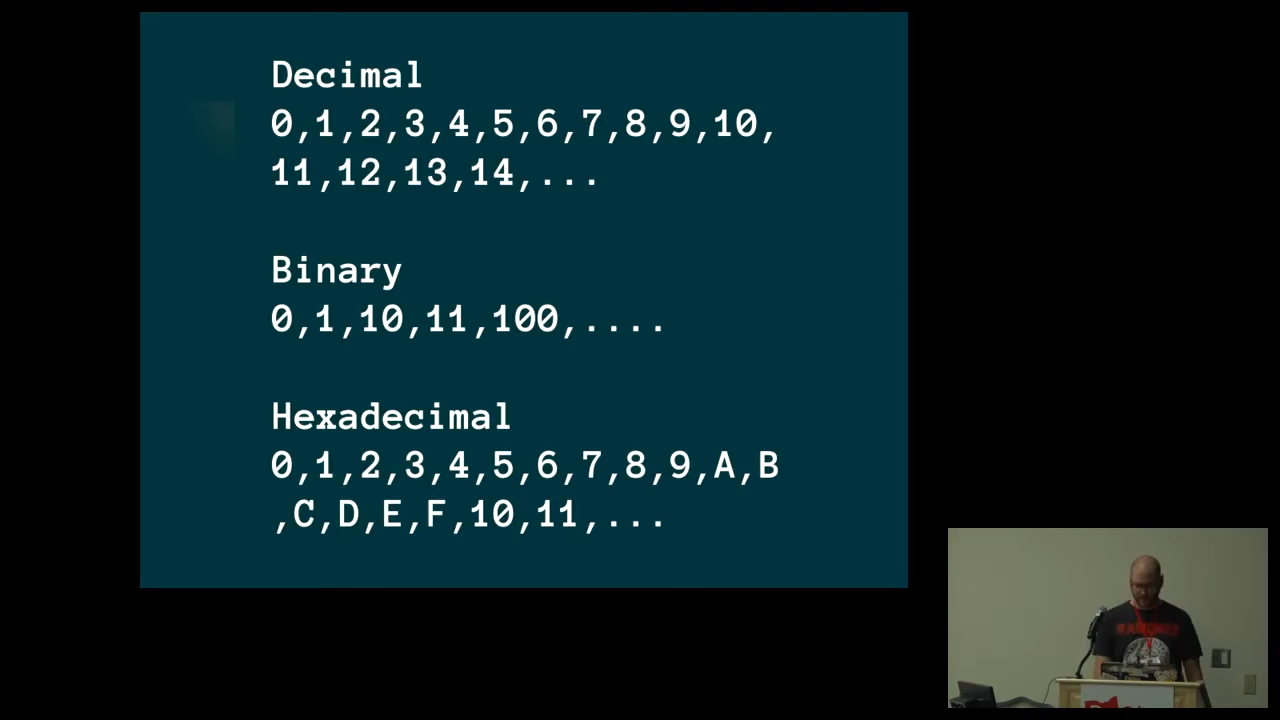 Decimal
0,1,2,3,4,5,6,7,8,9,10,
11,12,13,14,...
Binary
0,1,10,11,100,....
Hexadecimal
0,1,2,3,4,5,6,7,8,9,A,B
,C,D,E,F,10,11,...